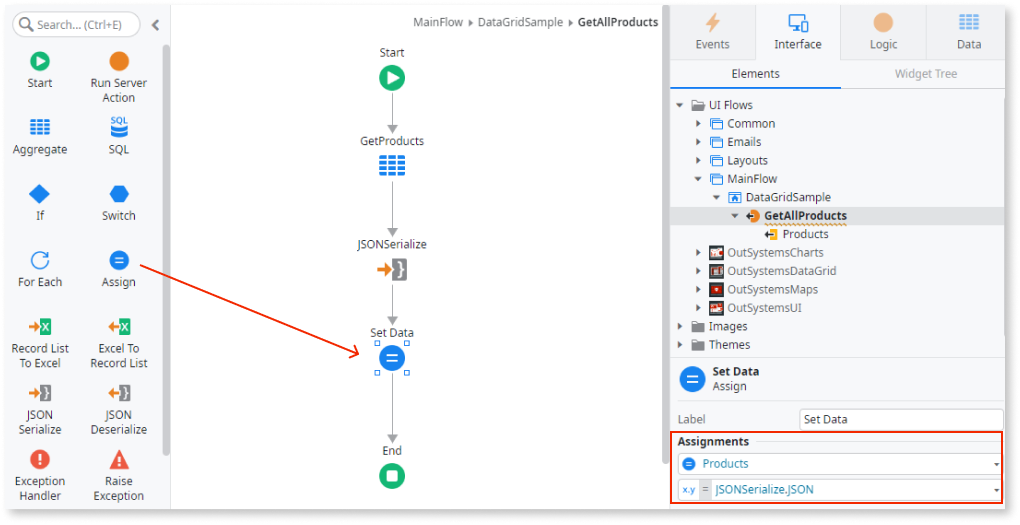 Search... (Ctrl+E)
Start
Run Server
Action
Aggregate
SQL
SQL
If
Switch
For Each
Assign
Record List
To Excel
Excel To
Record List
JSON
Serialize
JSON
Deserialize
Exception
Handler
Raise
Exception
MainFlow ▸ DataGridSample ▸ GetAllProducts
Start
GetProducts
JSONSerialize
Set Data
End
Events
Interface
Logic
Data
Elements
Widget Tree
UI Flows
Common
Emails
Layouts
MainFlow
DataGridSample
GetAllProducts
Products
OutSystemsCharts
OutSystemsDataGrid
OutSystemsMaps
OutSystemsUI
Images
Themes
Set Data
Assign
Label
Set Data
Assignments
Products
x.y = JSONSerialize.JSON